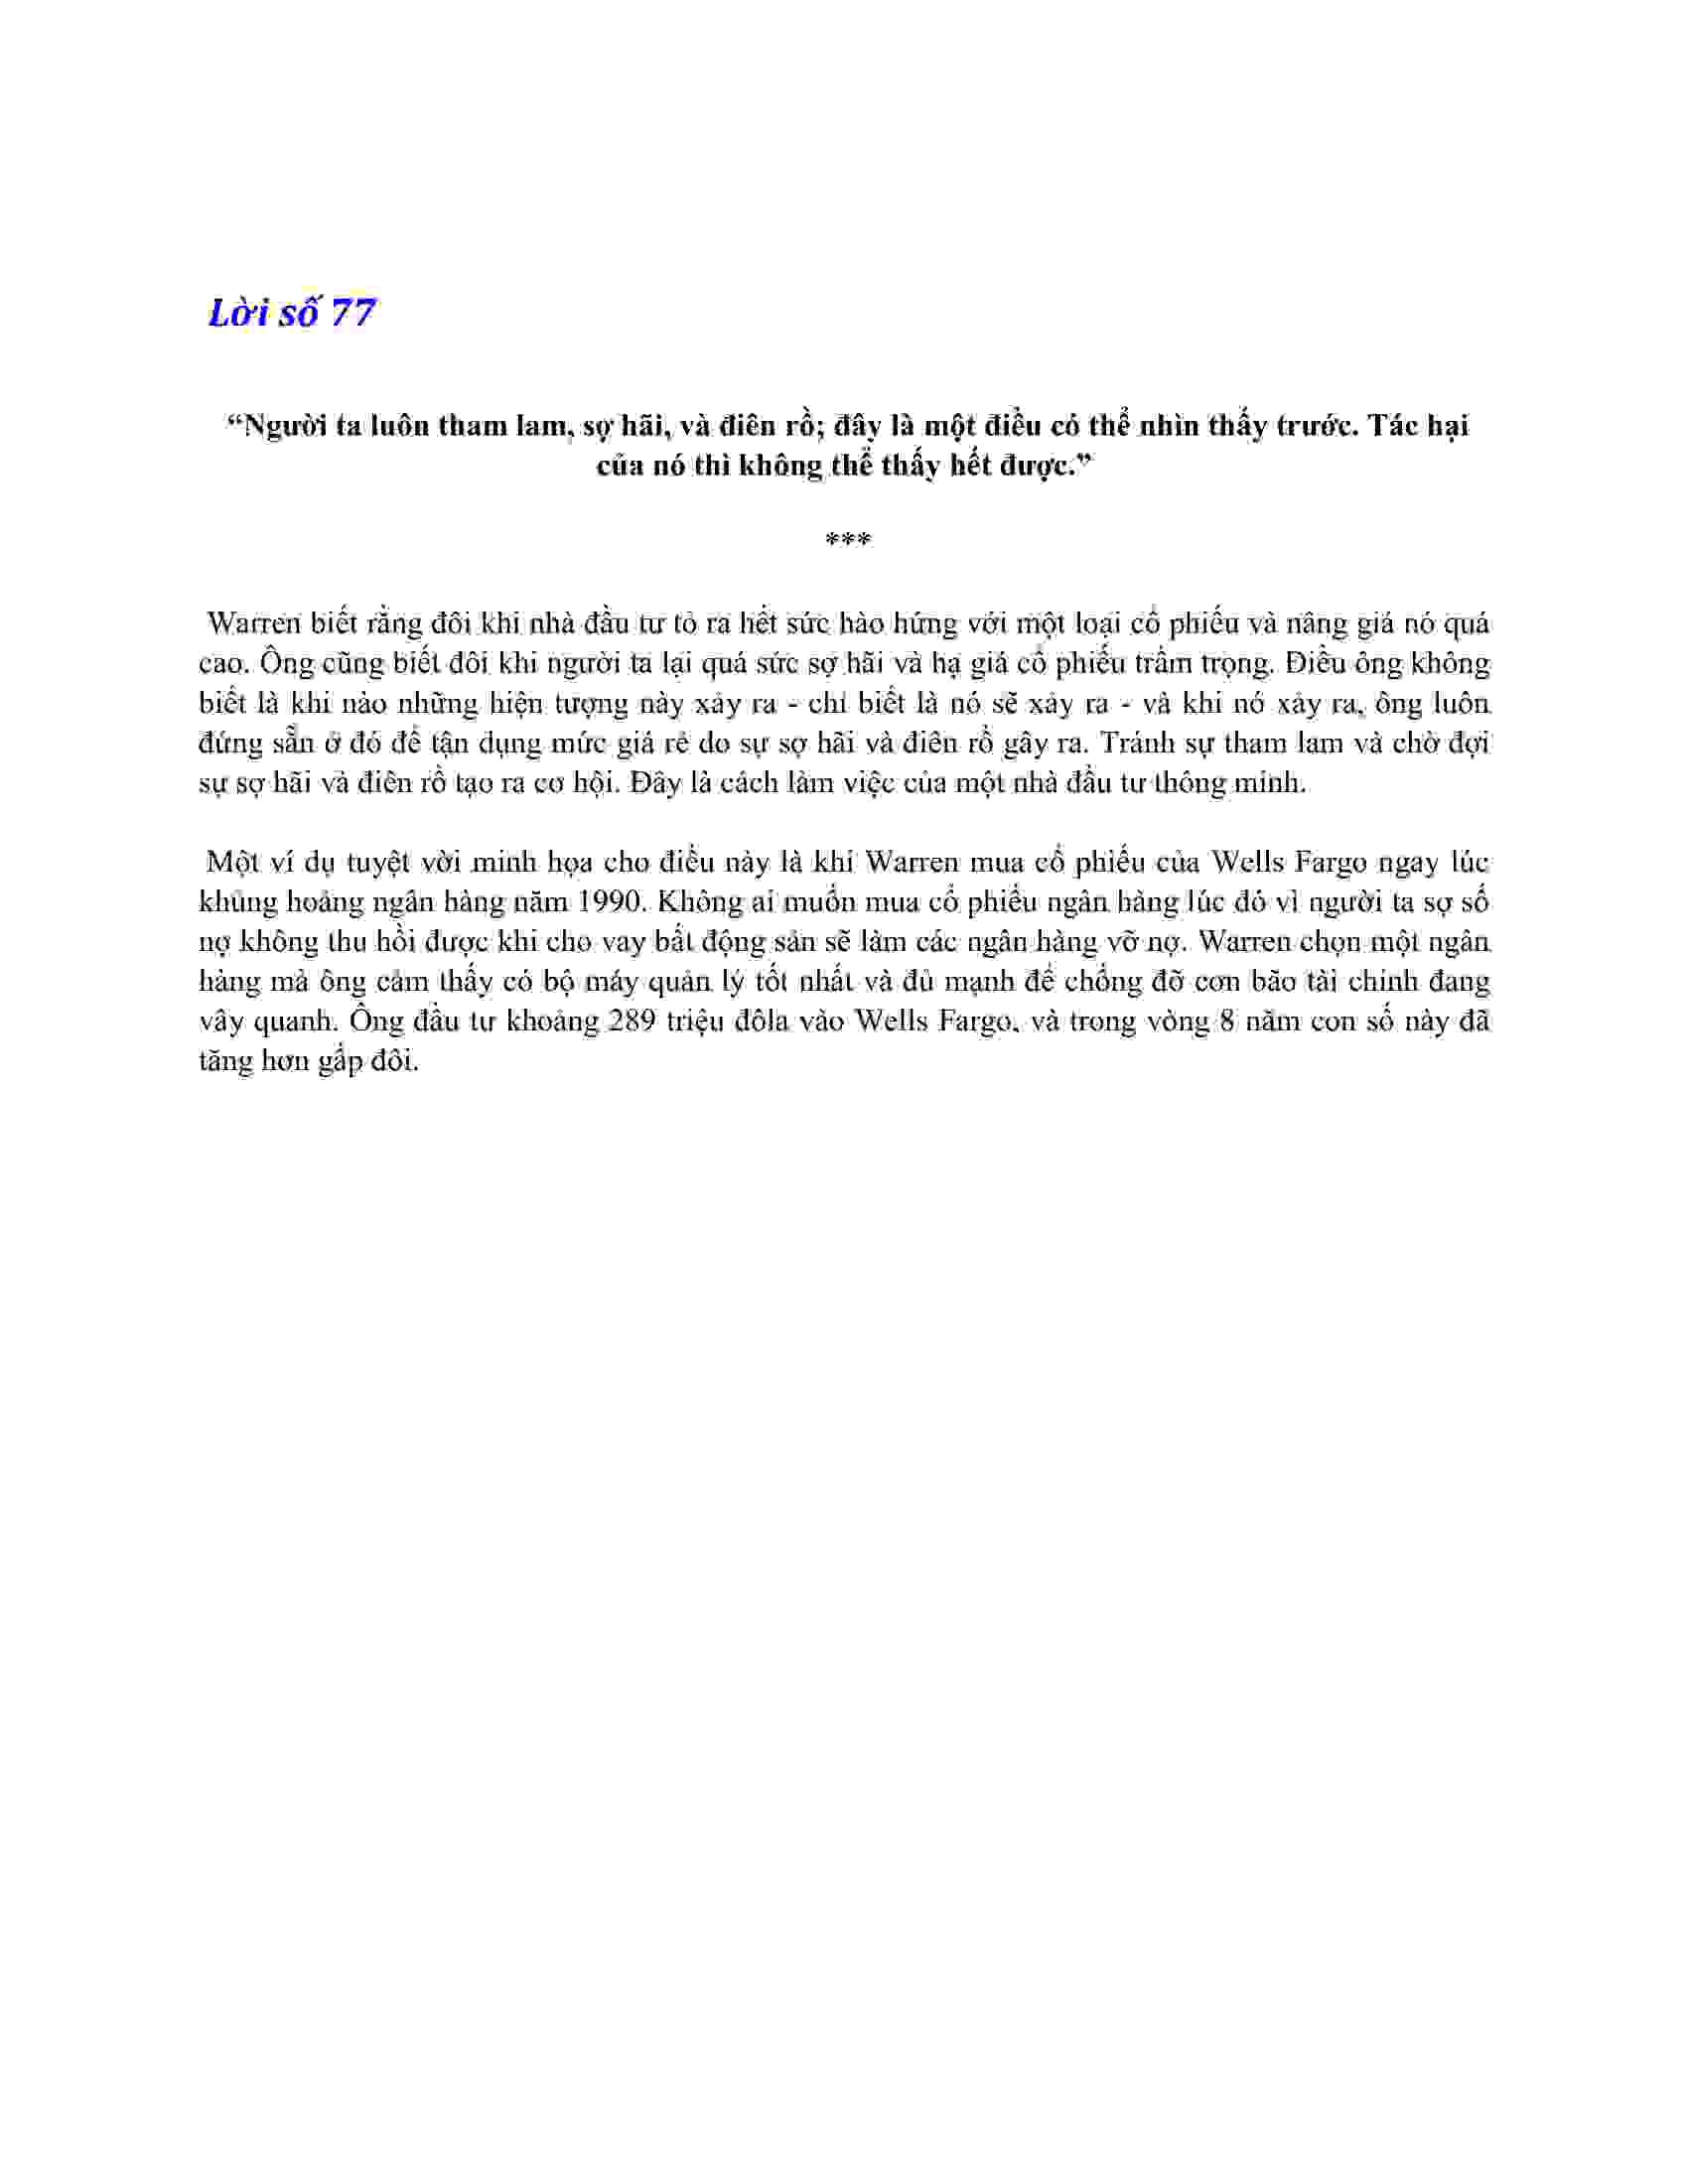 Lời số 77
“Người ta luôn tham lam, sợ hãi, và điên rồ; đây là một điều có thể nhìn thấy trước. Tác hại
của nó thì không thể thấy hết được.”
***
Warren biết rằng đôi khi nhà đầu tư tỏ ra hết sức hào hứng với một loại cổ phiếu và nâng giá nó quá
cao. Ông cũng biết đôi khi người ta lại quá sức sợ hãi và hạ giá cổ phiếu trầm trọng. Điều ông không
biết là khi nào những hiện tượng này xảy ra - chỉ biết là nó sẽ xảy ra - và khi nó xảy ra, ông luôn
đứng sẵn ở đó để tận dụng mức giá rẻ do sự sợ hãi và điên rồ gây ra. Tránh sự tham lam và chờ đợi
sự sợ hãi và điên rồ tạo ra cơ hội. Đây là cách làm việc của một nhà đầu tư thông minh.
Một ví dụ tuyệt vời minh họa cho điều này là khi Warren mua cổ phiếu của Wells Fargo ngay lúc
khủng hoảng ngân hàng năm 1990. Không ai muốn mua cổ phiếu ngân hàng lúc đó vì người ta sợ số
nợ không thu hồi được khi cho vay bất động sản sẽ làm các ngân hàng vỡ nợ. Warren chọn một ngân
hàng mà ông cảm thấy có bộ máy quản lý tốt nhất và đủ mạnh để chống đỡ cơn bão tài chính đang
vây quanh. Ông đầu tư khoảng 289 triệu đôla vào Wells Fargo, và trong vòng 8 năm con số này đã
tăng hơn gấp đôi.